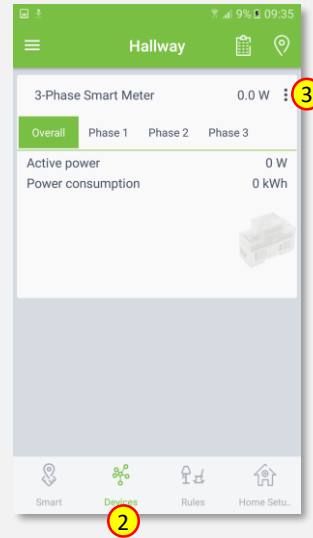 9% 09:35
Hallway
3-Phase Smart Meter 0.0 W 3
Overall Phase 1 Phase 2 Phase 3
Active power 0 W
Power consumption 0 kWh
Smart Devices Rules Home Setu..
2